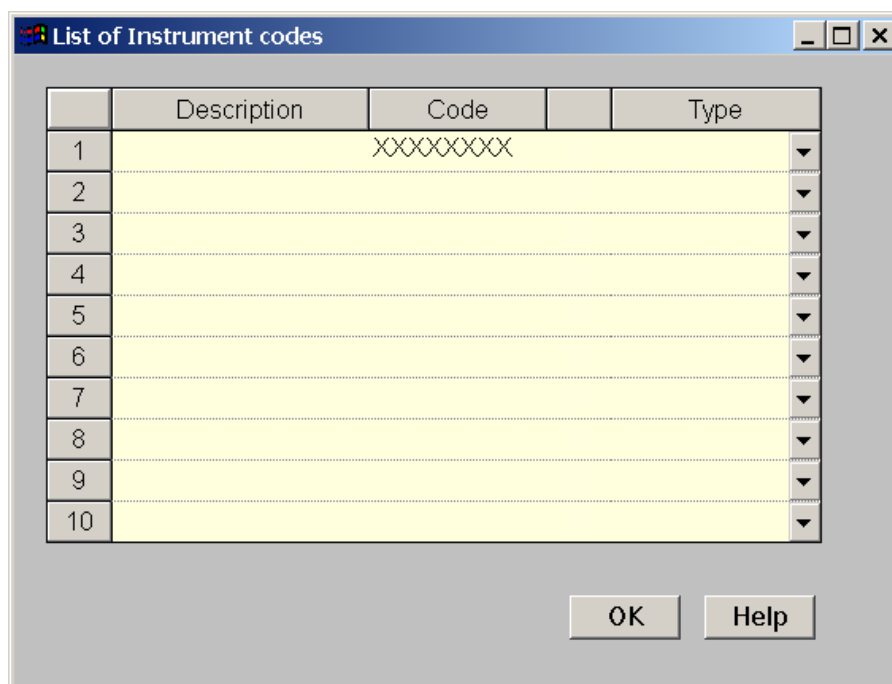 List of Instrument codes
Description Code Type
1 XXXXXXXX
2
3
4
5
6
7
8
9
10
OK Help